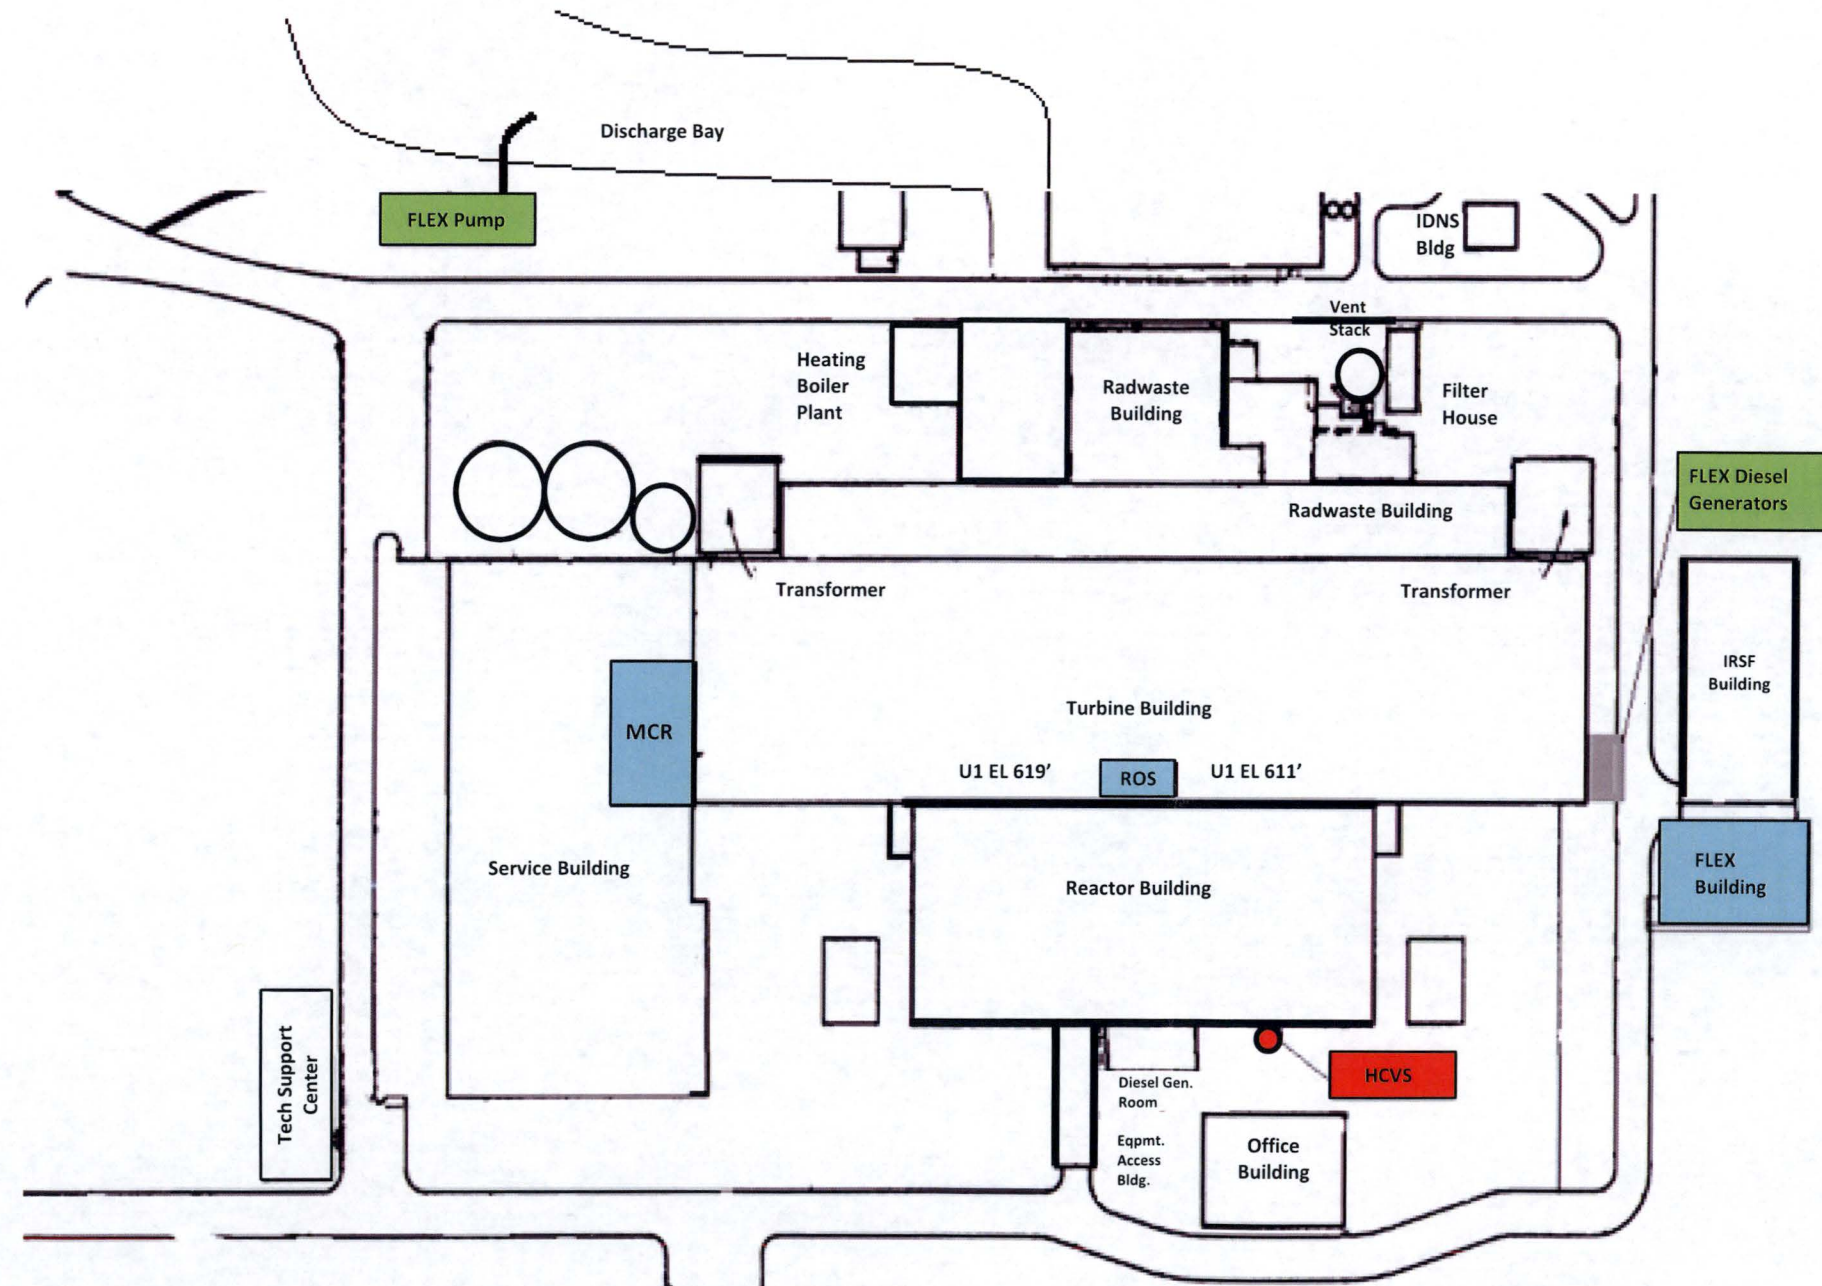 Discharge Bay
FLEX Pump
IDNS
Bldg
Vent
Stack
Heating
Boiler
Plant
Radwaste
Building
Filter
House
FLEX Diesel
Generators
Radwaste Building
Transformer
Transformer
IRSF
Building
MCR
Turbine Building
U1 EL 619’
ROS
U1 EL 611’
FLEX
Building
Service Building
Reactor Building
Tech Support
Center
HCVS
Diesel Gen.
Room
Eqpmt.
Access
Bldg.
Office
Building